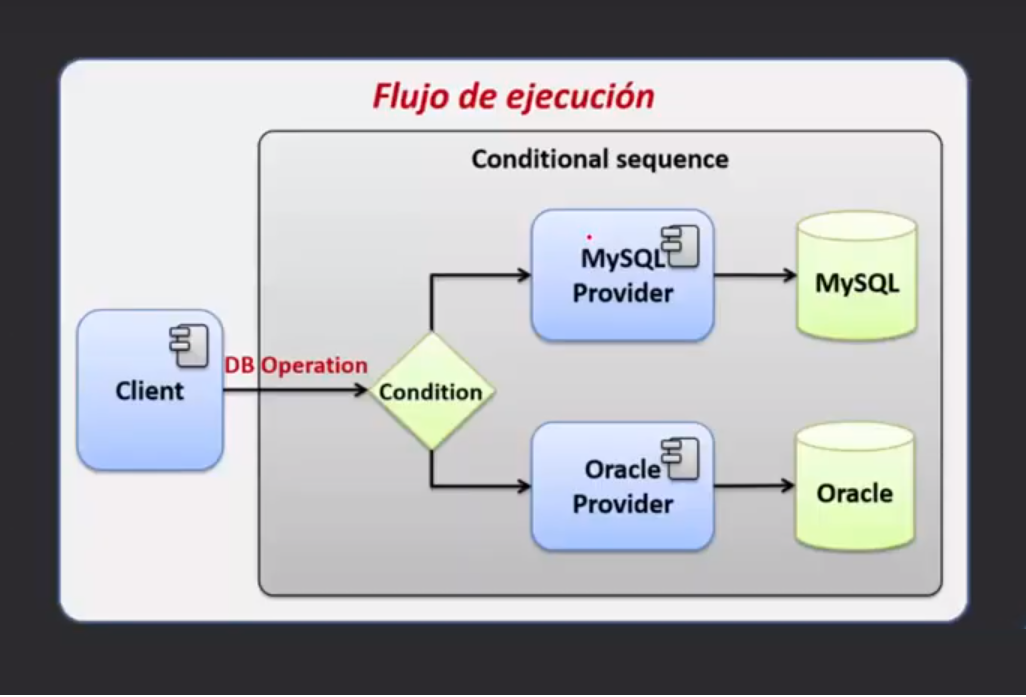 Flujo de ejecución
Conditional sequence
MySQL
Provider
MySQL
Client
DB Operation
Condition
Oracle
Provider
Oracle